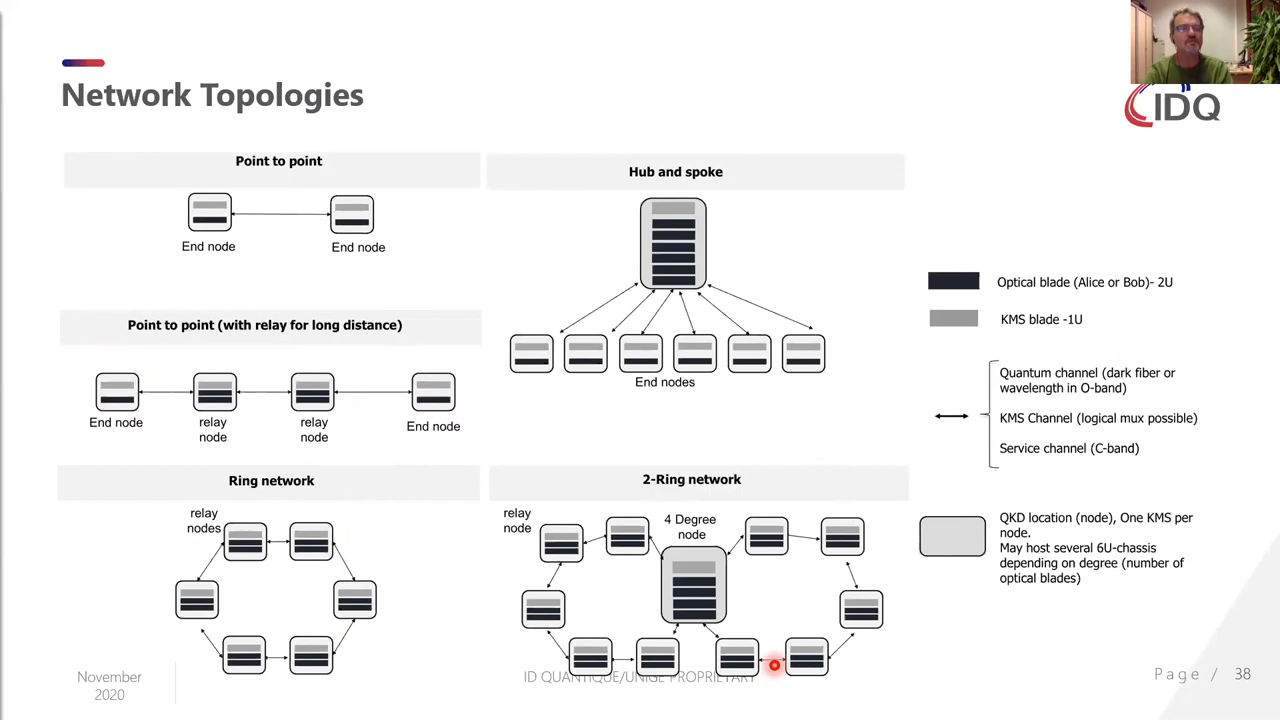 Network Topologies
IDQ
Point to point
End node
End node
Point to point (with relay for long distance)
End node
relay
node
relay
node
End node
Ring network
relay
nodes
Hub and spoke
End nodes
2-Ring network
relay
node
4 Degree
node
Optical blade (Alice or Bob)- 2U
KMS blade -1U
Quantum channel (dark fiber or
wavelength in O-band)
KMS Channel (logical mux possible)
Service channel (C-band)
QKD location (node), One KMS per
node.
May host several 6U-chassis
depending on degree (number of
optical blades)
November
2020
ID QUANTIQUE/UNIGE PROPRIETARY
Page / 38